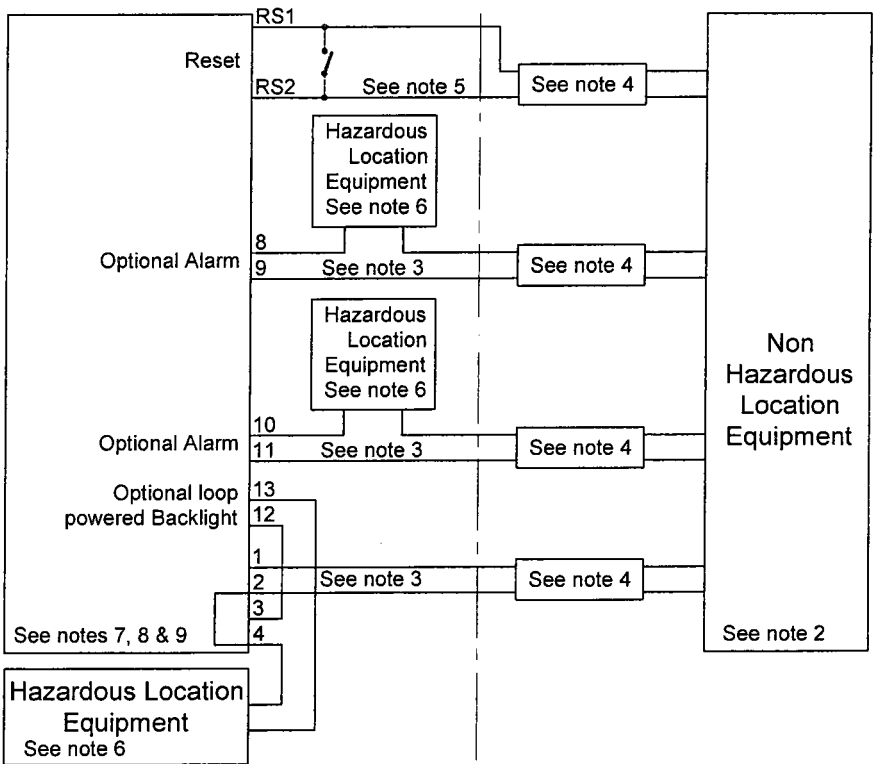 RS1
Reset
RS2
See note 5
See note 4
Hazardous
Location
Equipment
See note 6
8
Optional Alarm
9
See note 3
See note 4
Hazardous
Location
Equipment
See note 6
10
Optional Alarm
11
See note 3
See note 4
Optional loop
powered Backlight
13
12
1
2
3
4
See note 3
See note 4
See notes 7, 8 & 9
Non
Hazardous
Location
Equipment
See note 2
Hazardous Location
Equipment
See note 6